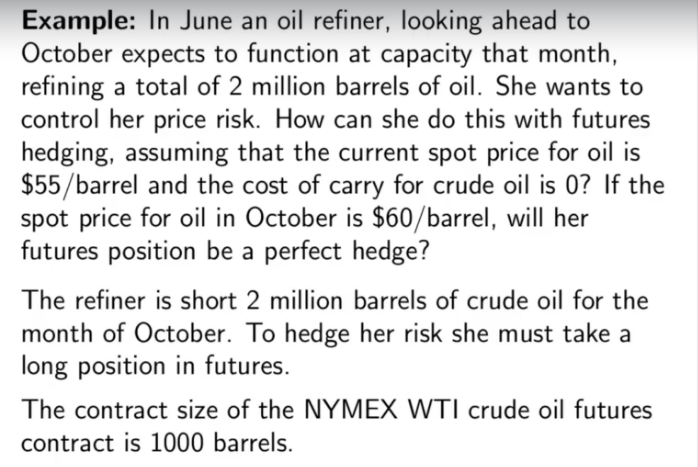 Example: In June an oil refiner, looking ahead to
October expects to function at capacity that month,
refining a total of 2 million barrels of oil. She wants to
control her price risk. How can she do this with futures
hedging, assuming that the current spot price for oil is
$55/barrel and the cost of carry for crude oil is 0? If the
spot price for oil in October is $60/barrel, will her
futures position be a perfect hedge?
The refiner is short 2 million barrels of crude oil for the
month of October. To hedge her risk she must take a
long position in futures.
The contract size of the NYMEX WTI crude oil futures
contract is 1000 barrels.